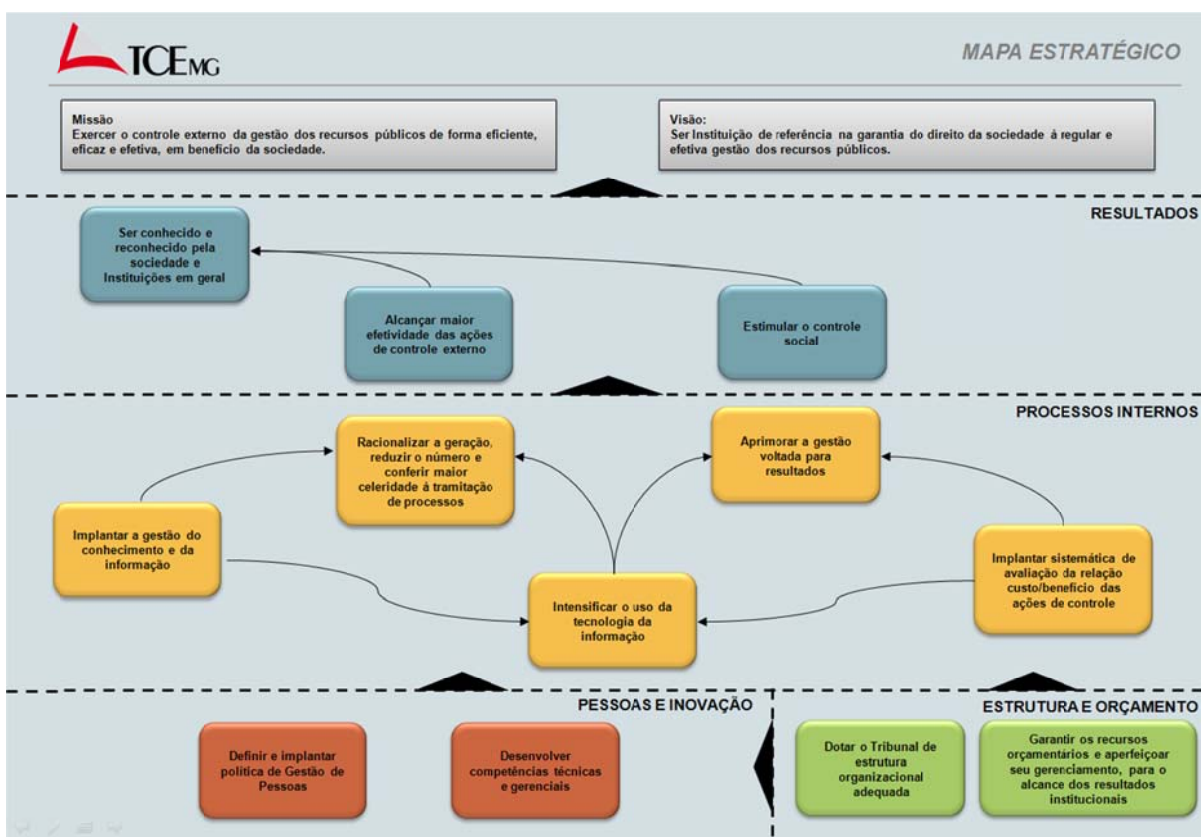 TCEMG
MAPA ESTRATÉGICO
Missão
Exercer o controle externo da gestão dos recursos públicos de forma eficiente,
eficaz e efetiva, em benefício da sociedade.
Visão:
Ser Instituição de referência na garantia do direito da sociedade á regular e
efetiva gestão dos recursos públicos.
RESULTADOS
Ser conhecido e
reconhecido pela
sociedade e
Instituições em geral
Alcançar maior
efetividade das ações
de controle externo
Estimular o controle
social
PROCESSOS INTERNOS
Racionalizar a geração,
reduzir o número e
conferir maior
celeridade á tramitação
de processos
Aprimorar a gestão
voltada para
resultados
Implantar a gestão do
conhecimento e da
informação
Intensificar o uso da
tecnologia da
informação
Implantar sistemática de
avaliação da relação
custo/benefício das
ações de controle
PESSOAS E INOVAÇÃO
Definir e implantar
política de Gestão de
Pessoas
Desenvolver
competências técnicas
e gerenciais
ESTRUTURA E ORÇAMENTO
Dotar o Tribunal de
estrutura
organizacional
adequada
Garantir os recursos
orçamentários e aperfeiçoar
seu gerenciamento, para o
alcance dos resultados
institucionais